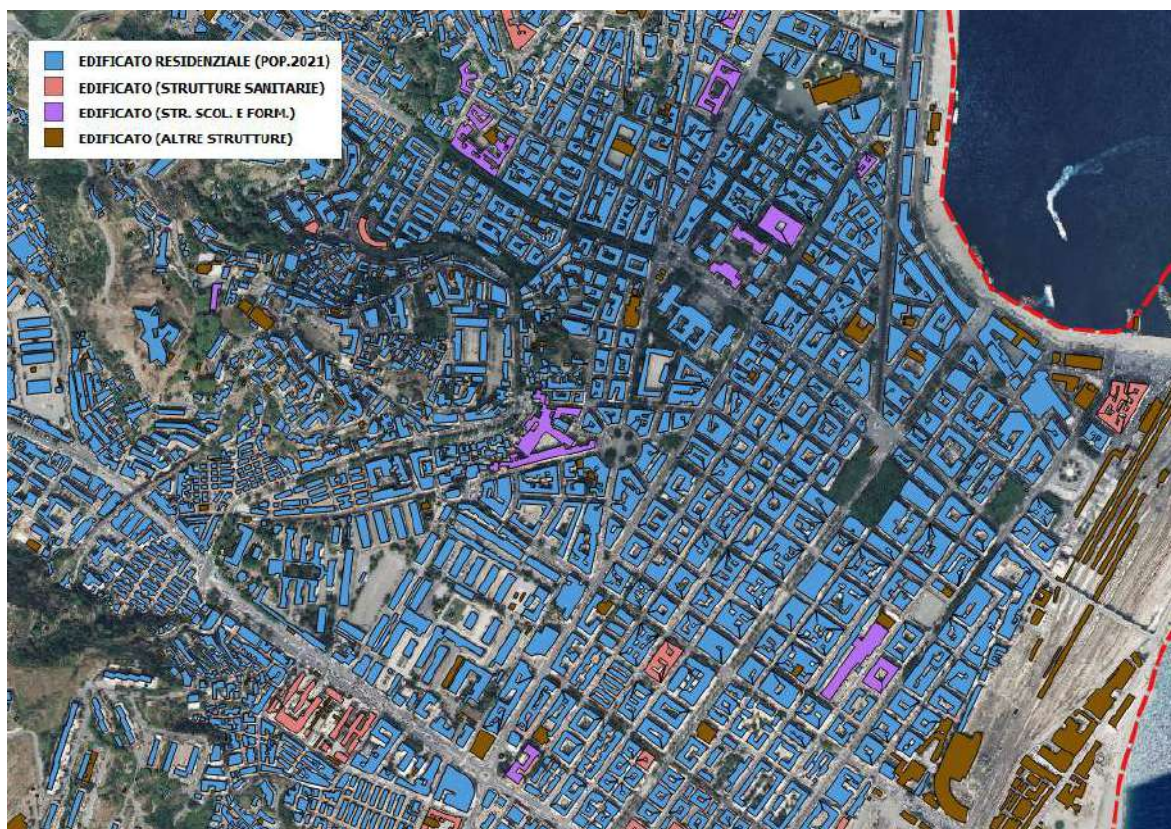 EDIFICATO RESIDENZIALE (POP.2021)
EDIFICATO (STRUTTURE SANITARIE)
EDIFICATO (STR. SCOL. E FORM.)
EDIFICATO (ALTRE STRUTTURE)